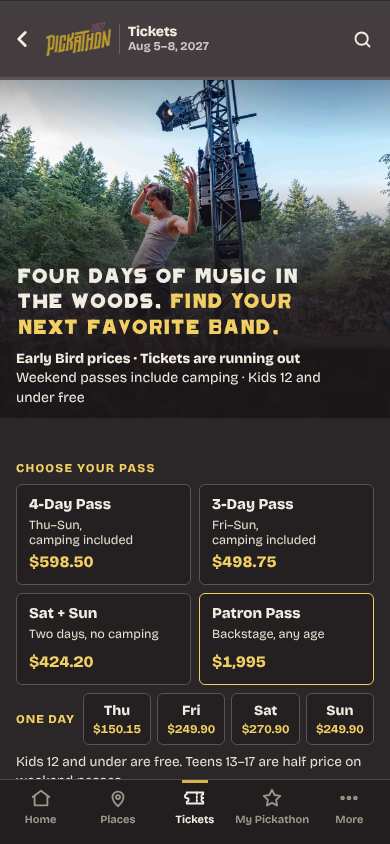 PICKATHON
Tickets
Aug 5–8, 2027
FOUR DAYS OF MUSIC IN
THE WOODS. FIND YOUR
NEXT FAVORITE BAND.
Early Bird prices · Tickets are running out
Weekend passes include camping · Kids 12 and
under free
CHOOSE YOUR PASS
4-Day Pass
Thu–Sun,
camping included
$598.50
3-Day Pass
Fri–Sun,
camping included
$498.75
Sat + Sun
Two days, no camping
$424.20
Patron Pass
Backstage, any age
$1,995
ONE DAY
Thu
$150.15
Fri
$249.90
Sat
$270.90
Sun
$249.90
Kids 12 and under are free. Teens 13–17 are half price on
weekend passes
Home
Places
Tickets
My Pickathon
More